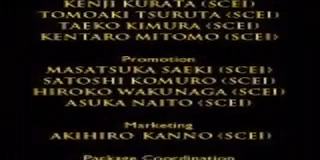 KENJI KURATA (SCEI)
TOMOAKI TSURUTA (SCEI)
TAEKO KIMURA (SCEI)
KENTARO MITOMO (SCEI)
Promotion
MASATSUKA SAEKI (SCEI)
SATOSHI KOMURO (SCEI)
HIROKO WAKUNAGA (SCEI)
ASUKA NAITO (SCEI)
Marketing
AKIHIRO KANNO (SCEI)
Package Coordination